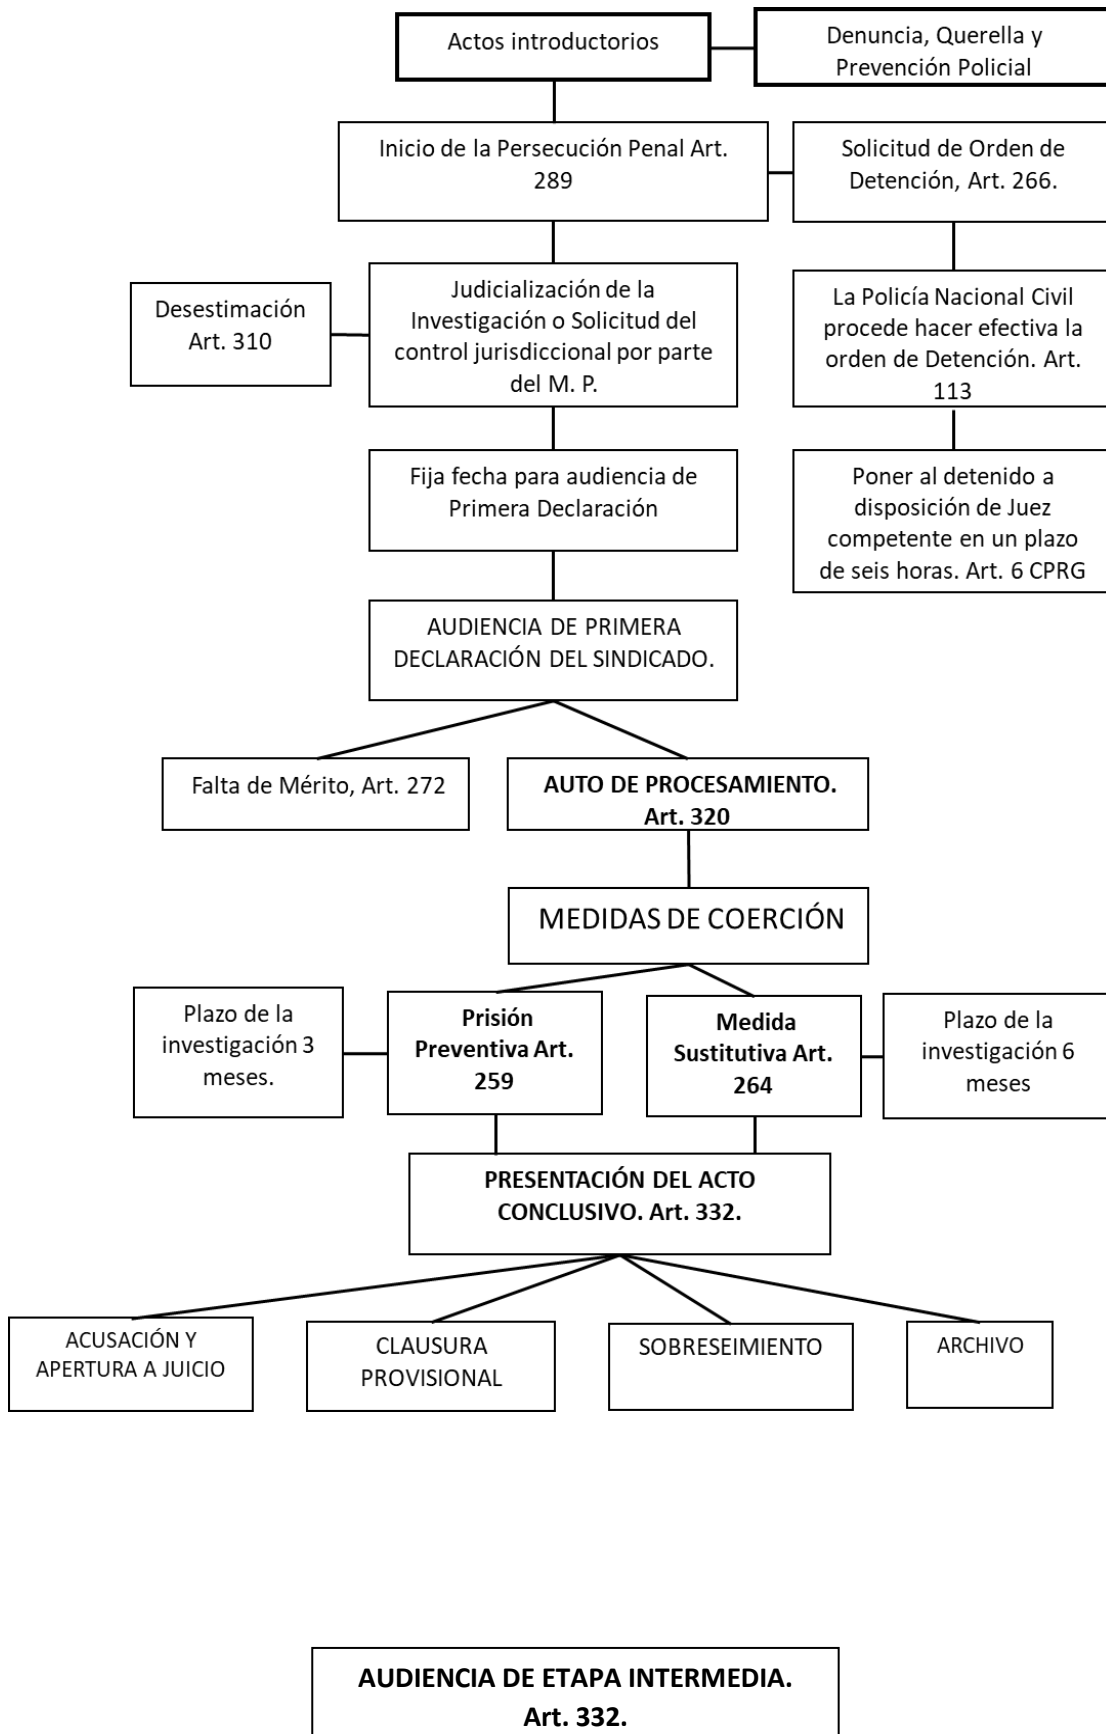 Actos introductorios
Denuncia, Querella y
Prevención Policial
Inicio de la Persecución Penal Art.
289
Solicitud de Orden de
Detención, Art. 266.
Desestimación
Art. 310
Judicialización de la
Investigación o Solicitud del
control jurisdiccional por parte
del M. P.
La Policía Nacional Civil
procede hacer efectiva la
orden de Detención. Art.
113
Fija fecha para audiencia de
Primera Declaración
Poner al detenido a
disposición de Juez
competente en un plazo
de seis horas. Art. 6 CPRG
AUDIENCIA DE PRIMERA
DECLARACIÓN DEL SINDICADO.
Falta de Mérito, Art. 272
AUTO DE PROCESAMIENTO.
Art. 320
MEDIDAS DE COERCIÓN
Plazo de la
investigación 3
meses.
Prisión
Preventiva Art.
259
Medida
Sustitutiva Art.
264
Plazo de la
investigación 6
meses
PRESENTACIÓN DEL ACTO
CONCLUSIVO. Art. 332.
ACUSACIÓN Y
APERTURA A JUICIO
CLAUSURA
PROVISIONAL
SOBRESEIMIENTO
ARCHIVO
AUDIENCIA DE ETAPA INTERMEDIA.
Art. 332.